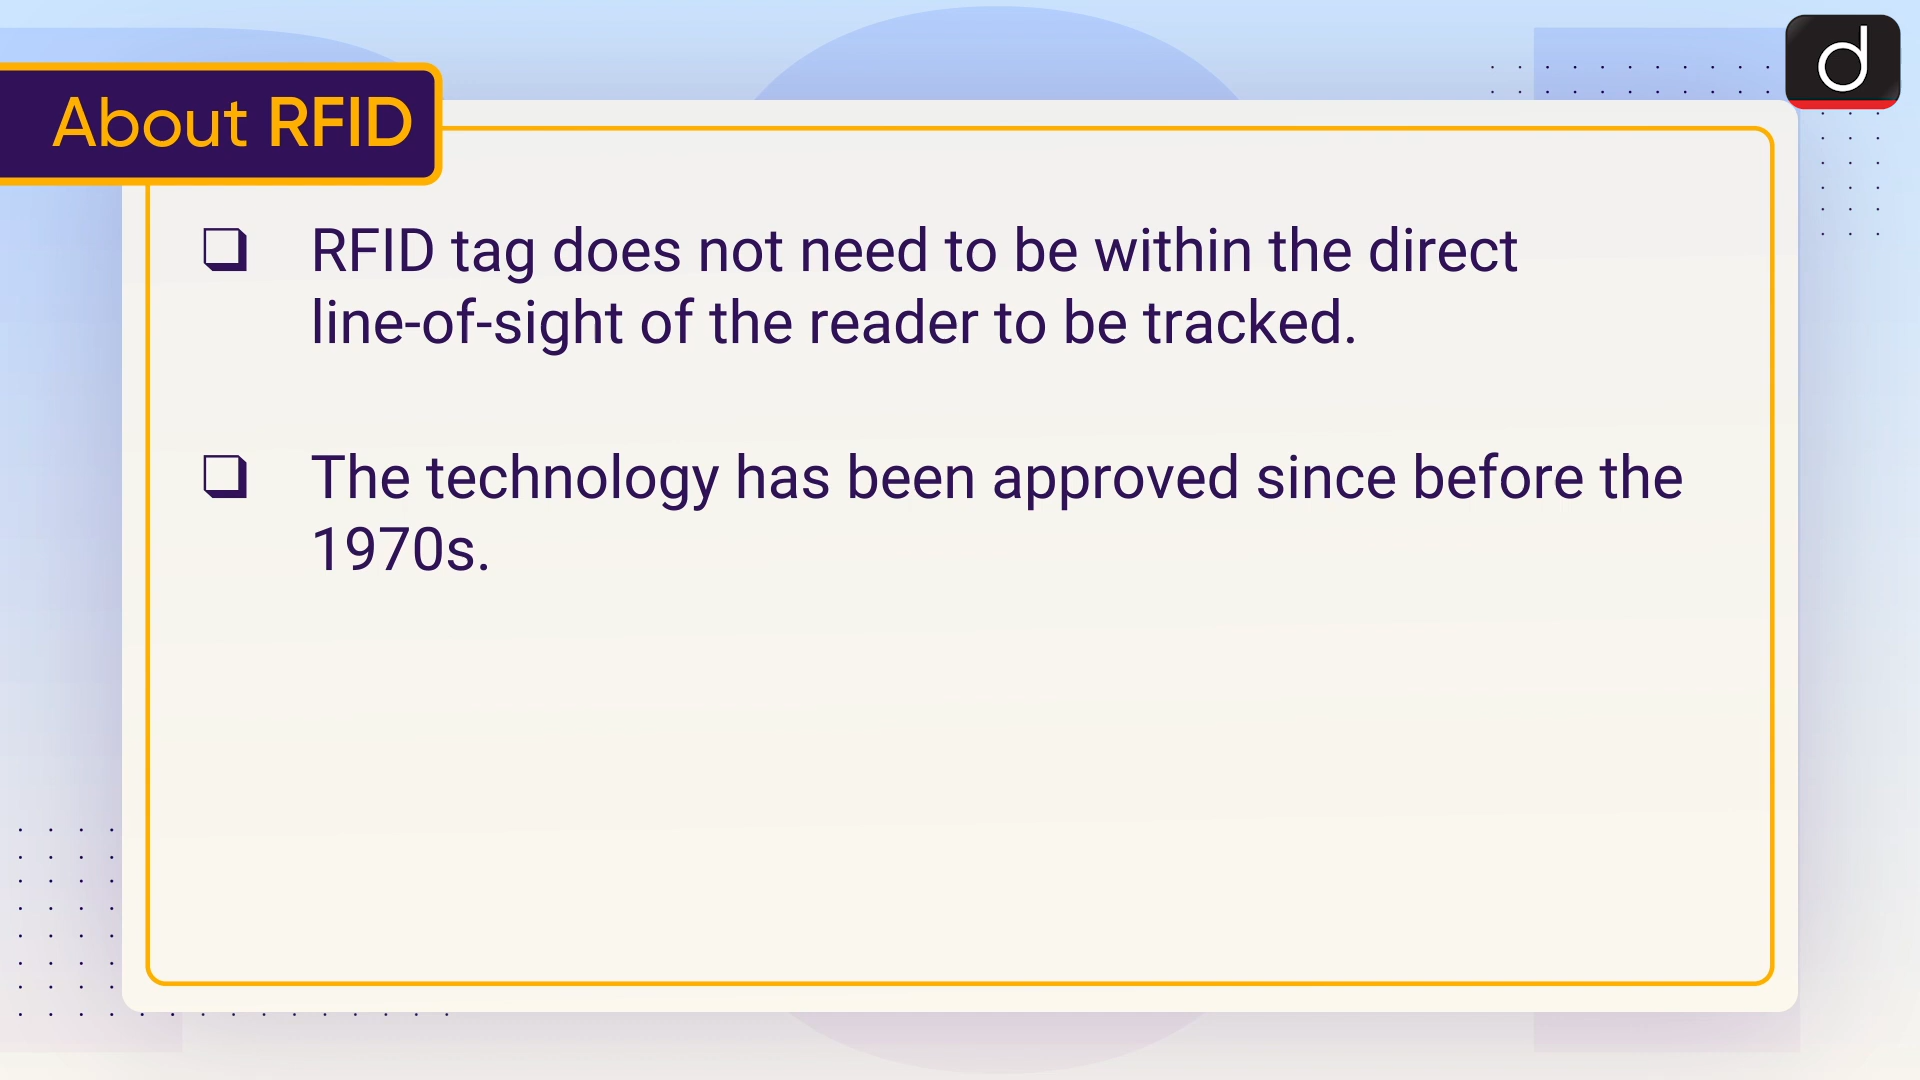 About RFID
❑ RFID tag does not need to be within the direct
line-of-sight of the reader to be tracked.
❑ The technology has been approved since before the
1970s.
d